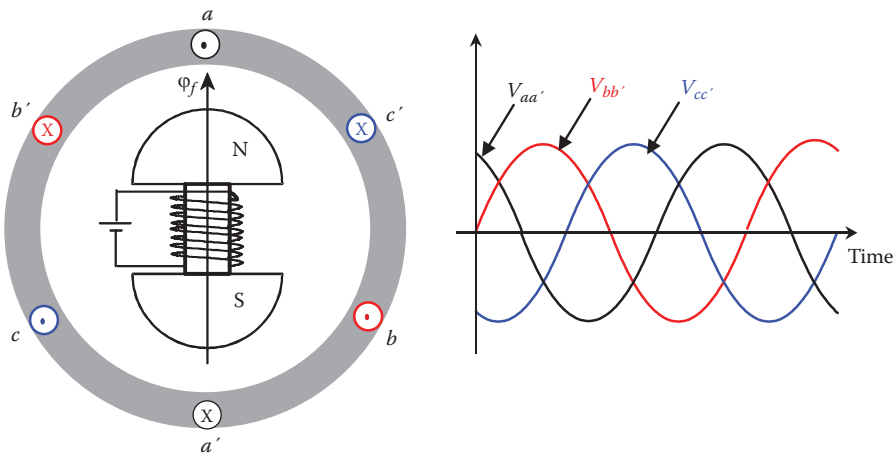 a
φf
b′
X
N
X
c′
S
c
b
X
a′
Vaa′
Vbb′
Vcc′
Time